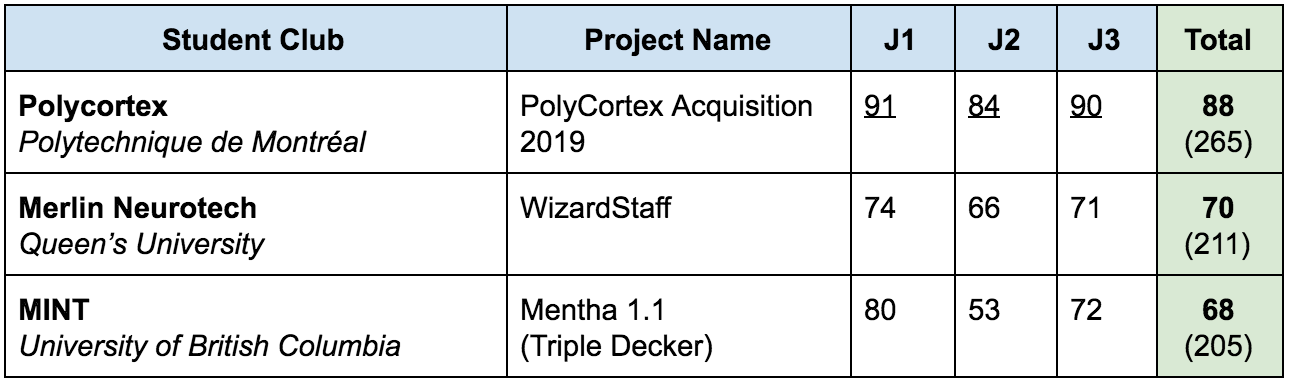 Student Club Project Name J1 J2 J3 Total
Polycortex PolyCortex Acquisition 91 84 90 88
Polytechnique de Montréal 2019 (265)
Merlin Neurotech WizardStaff 74 66 71 70
Queen’s University (211)
MINT Mentha 1.1 80 53 72 68
University of British Columbia (Triple Decker) (205)